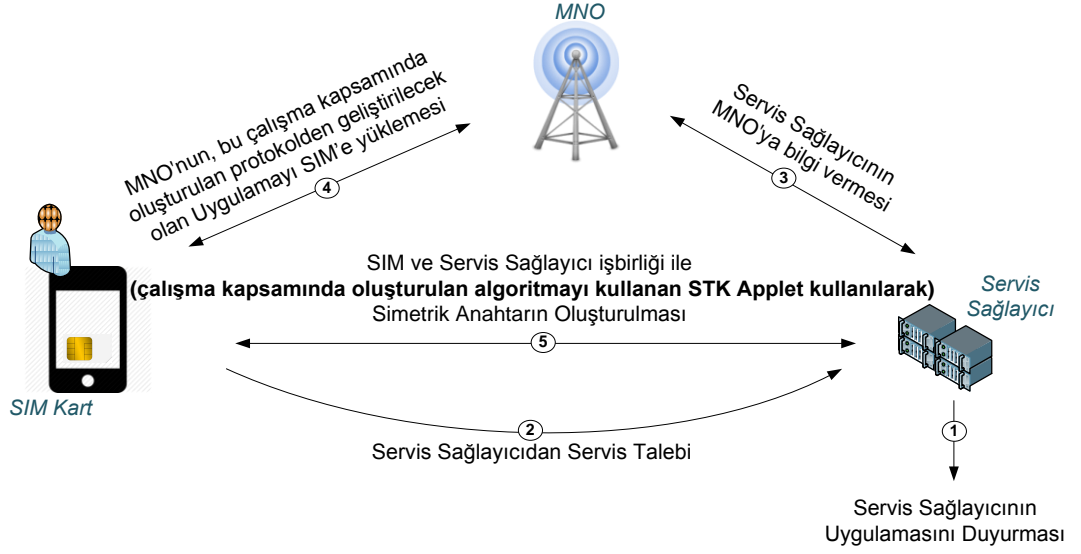 MNO
MNO'nun, bu çalışma kapsamında
oluşturulan protokolden geliştirilecek
olan Uygulamayı SIM'e yüklemesi
4
Servis Sağlayıcının
MNO'ya bilgi vermesi
3
SIM ve Servis Sağlayıcı işbirliği ile
(çalışma kapsamında oluşturulan algoritmayı kullanan STK Applet kullanılarak)
Simetrik Anahtarın Oluşturulması
5
Servis
Sağlayıcı
SIM Kart
2
Servis Sağlayıcıdan Servis Talebi
1
Servis Sağlayıcının
Uygulamasını Duyurması